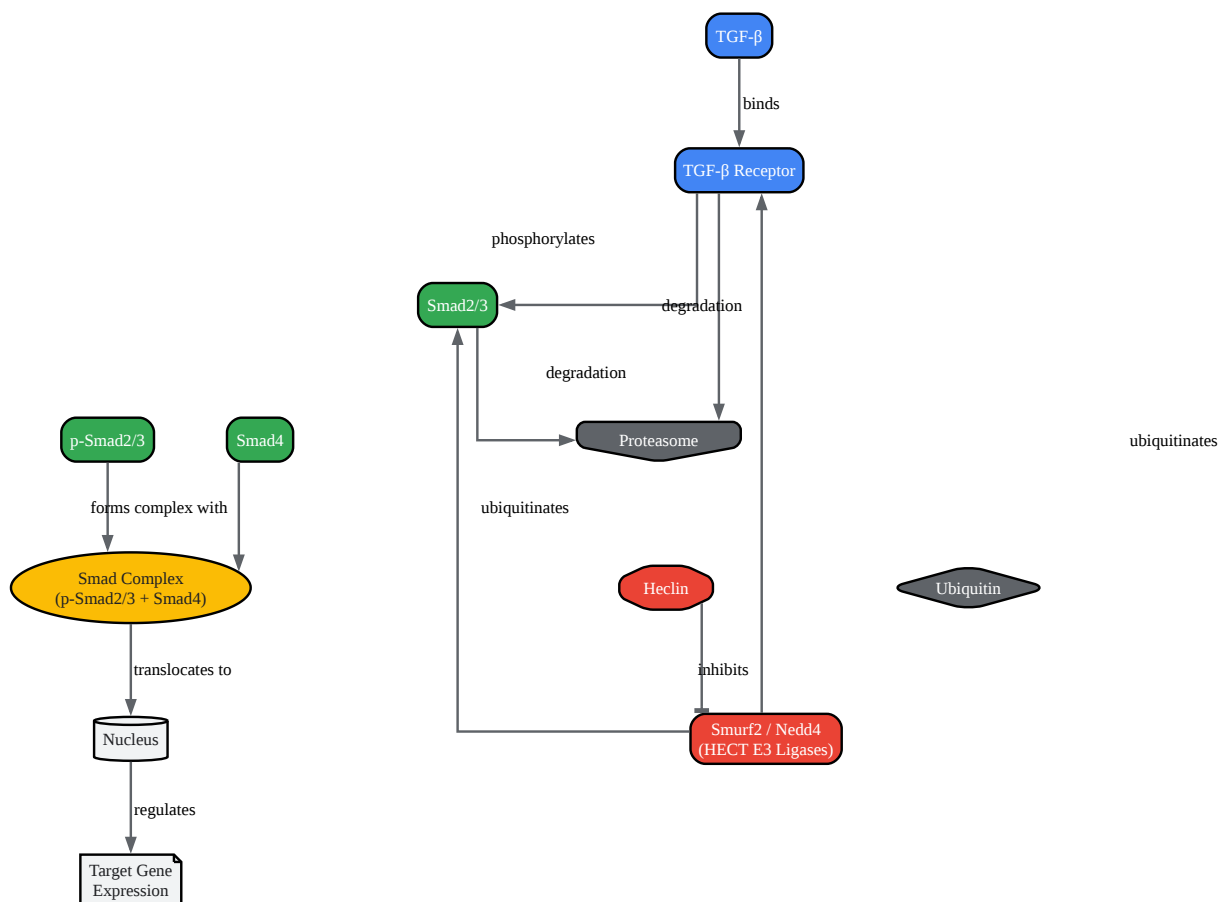 TGF-β
binds
TGF-β Receptor
phosphorylates
Smad2/3
degradation
degradation
p-Smad2/3
Smad4
Proteasome
ubiquitinates
forms complex with
ubiquitinates
Smad Complex
(p-Smad2/3 + Smad4)
Heclin
Ubiquitin
translocates to
inhibits
Nucleus
Smurf2 / Nedd4
(HECT E3 Ligases)
regulates
Target Gene
Expression